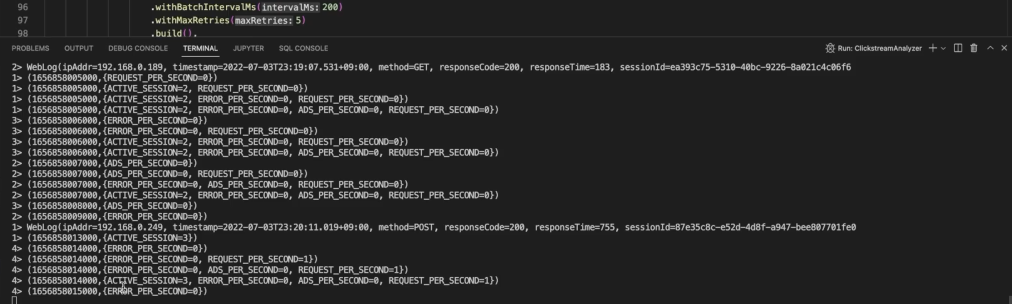 96 .withBatchIntervalMs(intervalMs: 200)
97 .withMaxRetries(maxRetries: 5)
98 .build(),
PROBLEMS OUTPUT DEBUG CONSOLE TERMINAL JUPYTER SQL CONSOLE Run: ClickstreamAnalyzer
2> WebLog(ipAddr=192.168.0.189, timestamp=2022-07-03T23:19:07.531+09:00, method=GET, responseCode=200, responseTime=183, sessionId=ea393c75-5310-40bc-9226-8a021c4c06f6
1> (1656858005000,{REQUEST_PER_SECOND=0})
1> (1656858005000,{ACTIVE_SESSION=2, REQUEST_PER_SECOND=0})
1> (1656858005000,{ACTIVE_SESSION=2, ERROR_PER_SECOND=0, REQUEST_PER_SECOND=0})
1> (1656858005000,{ACTIVE_SESSION=2, ERROR_PER_SECOND=0, ADS_PER_SECOND=0, REQUEST_PER_SECOND=0})
3> (1656858006000,{ERROR_PER_SECOND=0})
3> (1656858006000,{ERROR_PER_SECOND=0, REQUEST_PER_SECOND=0})
3> (1656858006000,{ACTIVE_SESSION=2, ERROR_PER_SECOND=0, REQUEST_PER_SECOND=0})
3> (1656858006000,{ACTIVE_SESSION=2, ERROR_PER_SECOND=0, ADS_PER_SECOND=0, REQUEST_PER_SECOND=0})
2> (1656858007000,{ADS_PER_SECOND=0})
2> (1656858007000,{ADS_PER_SECOND=0, REQUEST_PER_SECOND=0})
2> (1656858007000,{ERROR_PER_SECOND=0, ADS_PER_SECOND=0, REQUEST_PER_SECOND=0})
2> (1656858007000,{ACTIVE_SESSION=2, ERROR_PER_SECOND=0, ADS_PER_SECOND=0, REQUEST_PER_SECOND=0})
3> (1656858008000,{ADS_PER_SECOND=0})
3> (1656858009000,{ERROR_PER_SECOND=0})
1> WebLog(ipAddr=192.168.0.249, timestamp=2022-07-03T23:20:11.019+09:00, method=POST, responseCode=200, responseTime=755, sessionId=87e35c8c-e52d-4d8f-a947-bee807701fe0
1> (1656858013000,{ACTIVE_SESSION=3})
4> (1656858014000,{ERROR_PER_SECOND=0})
4> (1656858014000,{ERROR_PER_SECOND=0, REQUEST_PER_SECOND=1})
4> (1656858014000,{ERROR_PER_SECOND=0, ADS_PER_SECOND=0, REQUEST_PER_SECOND=1})
4> (1656858014000,{ACTIVE_SESSION=3, ERROR_PER_SECOND=0, ADS_PER_SECOND=0, REQUEST_PER_SECOND=1})
4> (1656858015000,{ERROR_PER_SECOND=0})